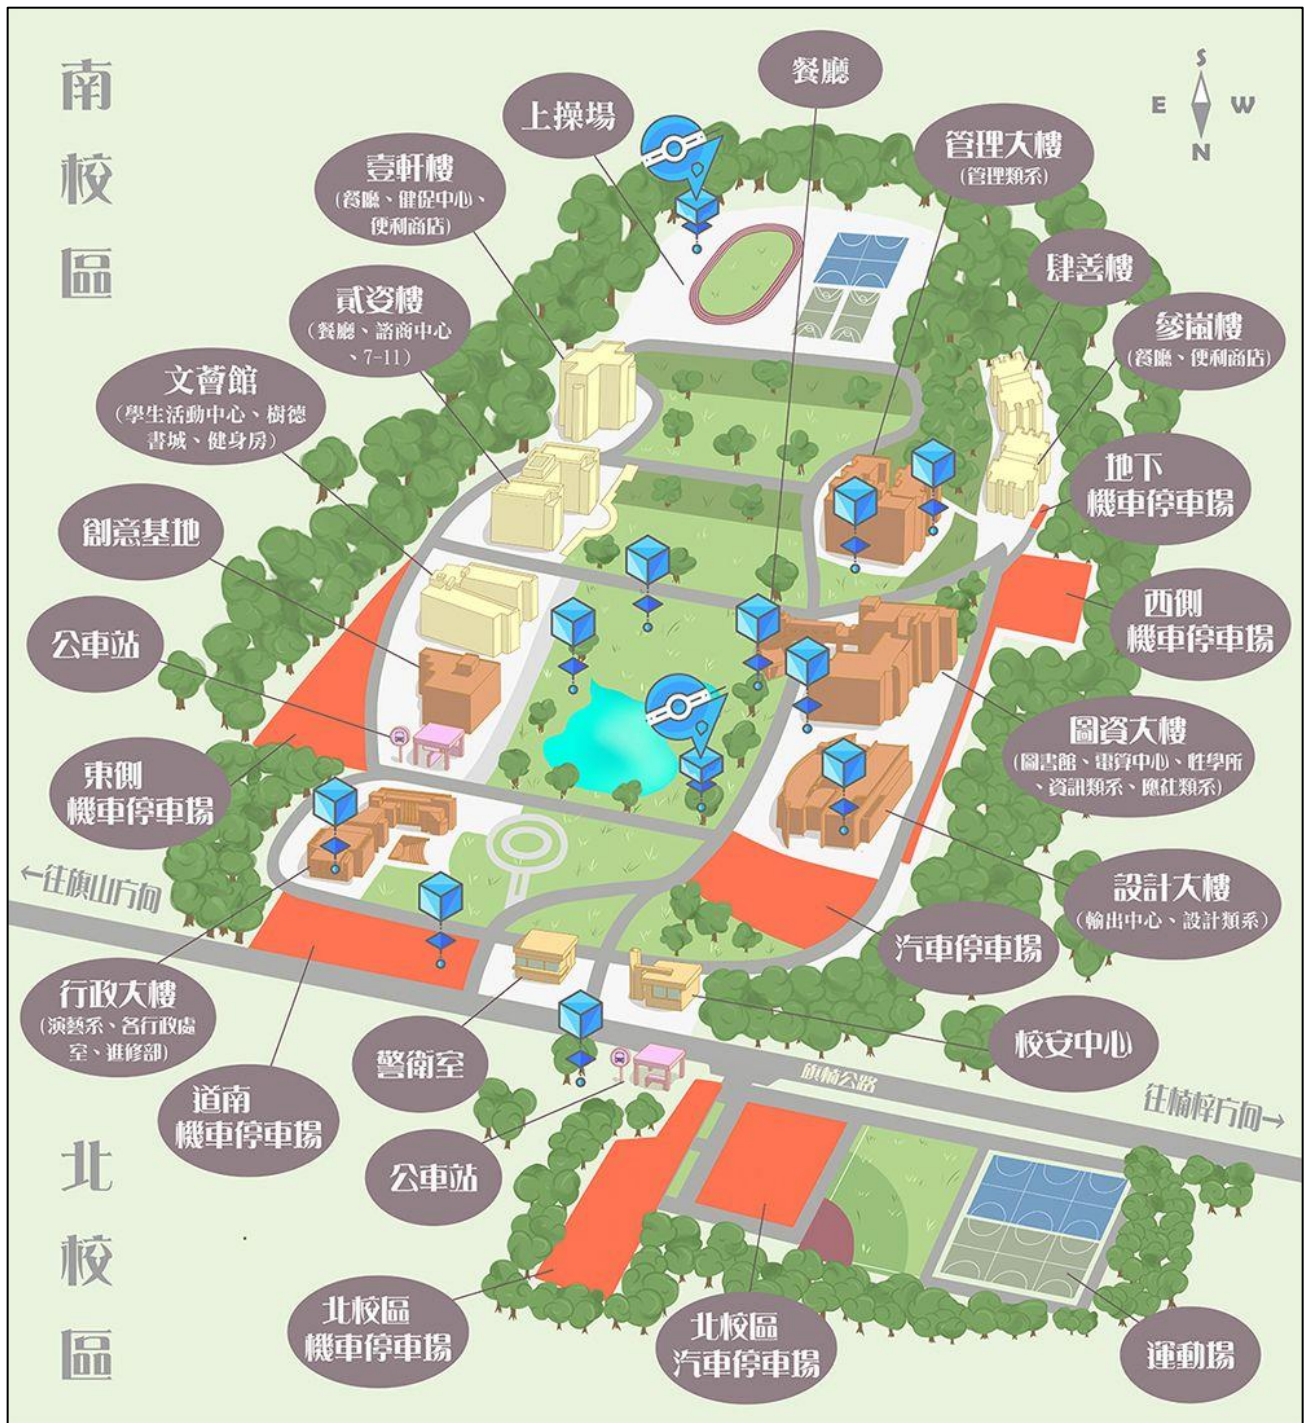 南校區
S
E W
N
餐廳
上操場
管理大樓
(管理類系)
壹軒樓
(餐廳、健促中心、
便利商店)
肆善樓
貳姿樓
(餐廳、諮商中心
、7-11)
參嵐樓
(餐廳、便利商店)
文薈館
(學生活動中心、樹德
書城、健身房)
地下
機車停車場
創意基地
西側
機車停車場
公車站
圖資大樓
(圖書館、電算中心、性學所
、資訊類系、應社類系)
東側
機車停車場
←往旗山方向
設計大樓
(輸出中心、設計類系)
汽車停車場
行政大樓
(演藝系、各行政處
室、進修部)
校安中心
警衛室
旗楠公路
往楠梓方向→
道南
機車停車場
公車站
北校區
北校區
機車停車場
北校區
汽車停車場
運動場